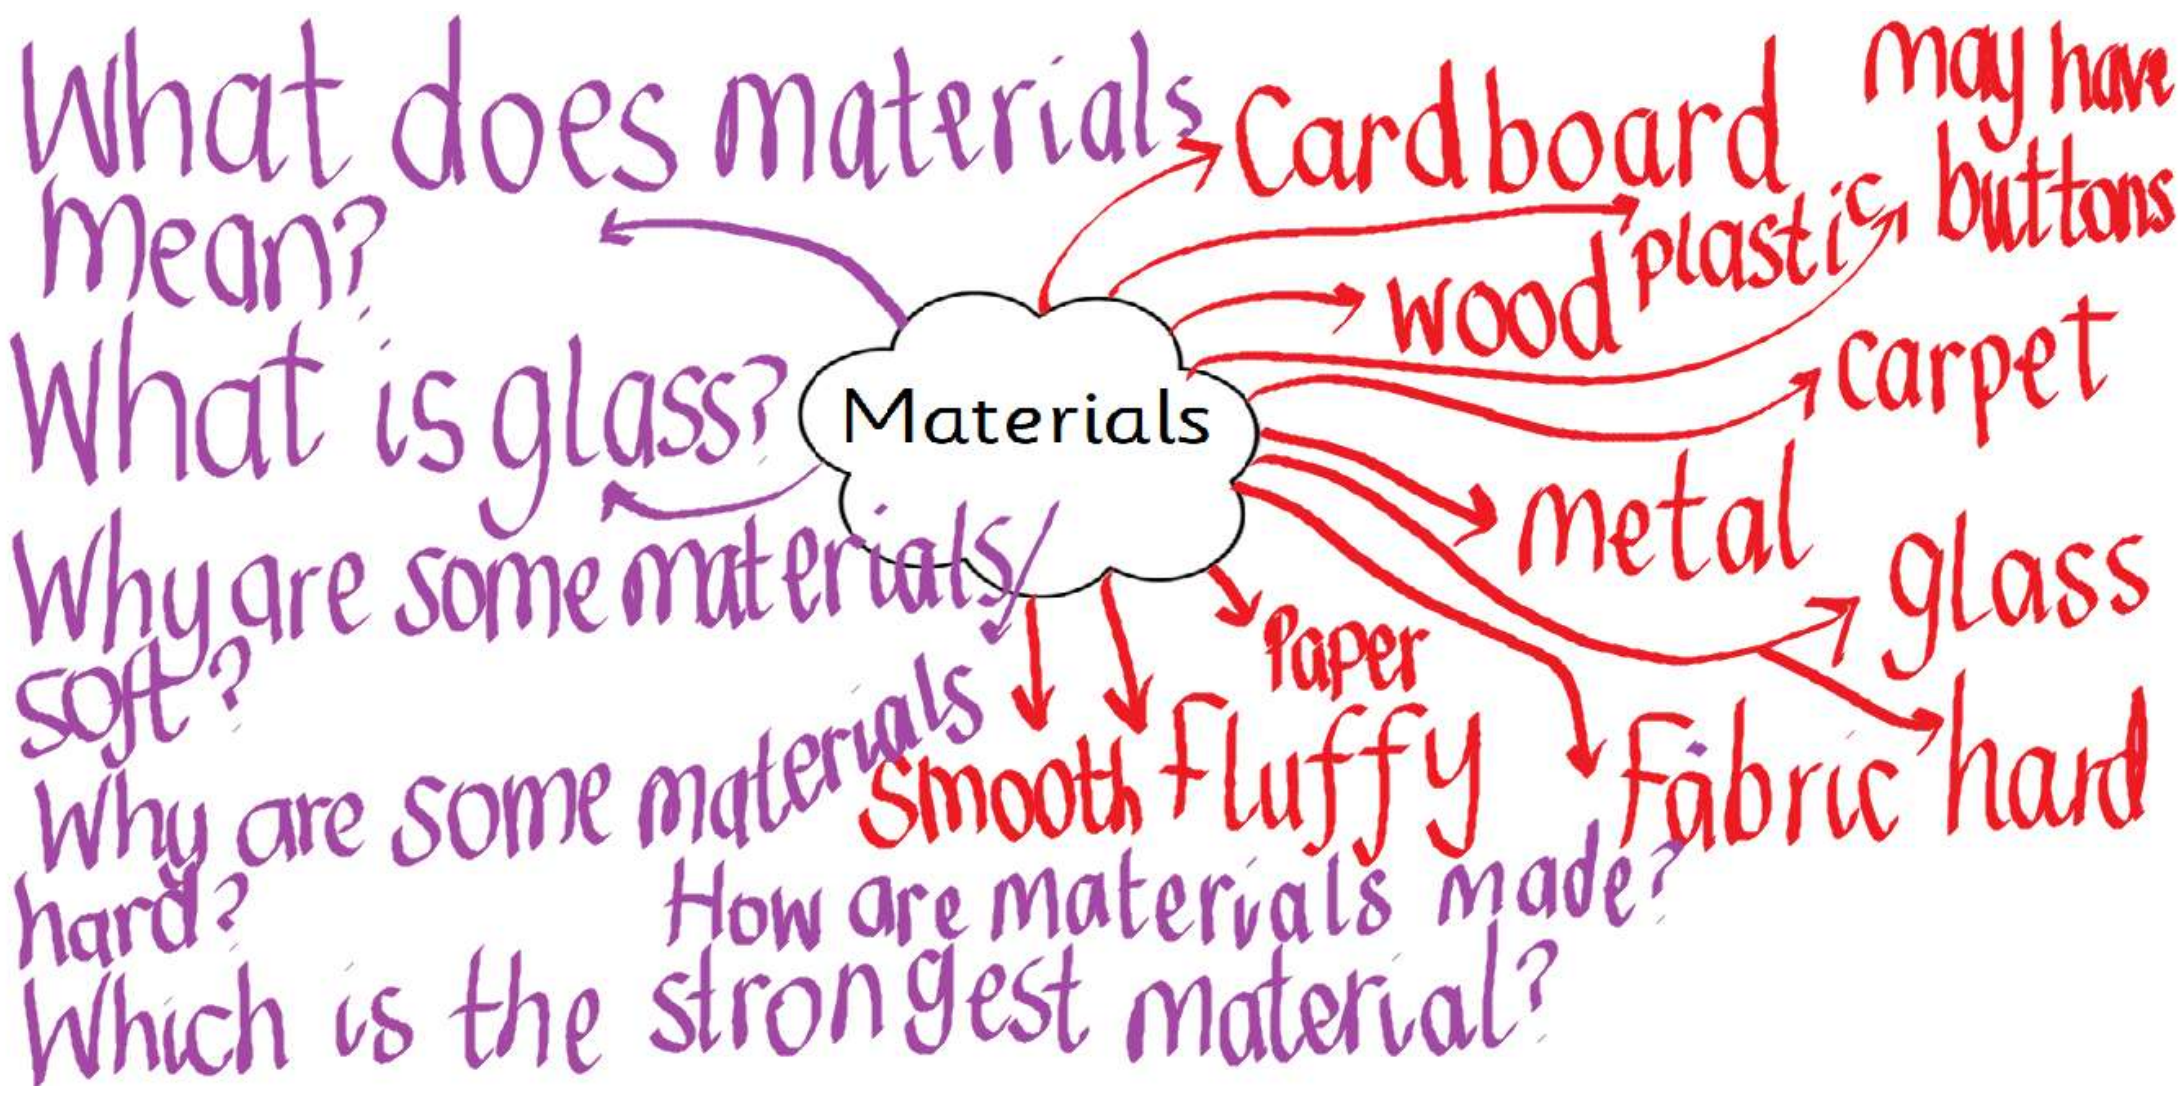 What does materials
mean?
What is glass?
Why are some materials
soft?
Why are some materials
hard?
How are materials made?
Which is the strongest material?
Materials
Cardboard
plastic
may have
buttons
wood
carpet
metal
glass
hard
Fabric
Paper
Fluffy
Smooth